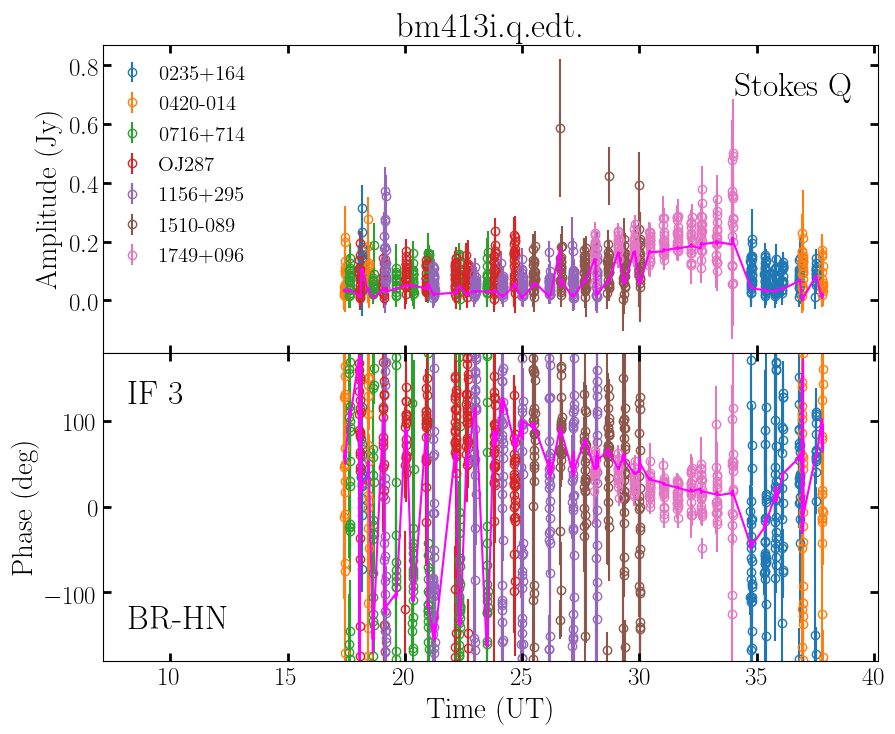 bm413i.q.edt.
Stokes Q
0235+164
0420-014
0716+714
OJ287
1156+295
1510-089
1749+096
Amplitude (Jy)
0.8
0.6
0.4
0.2
0.0
IF 3
BR-HN
Phase (deg)
100
0
−100
10 15 20 25 30 35 40
Time (UT)